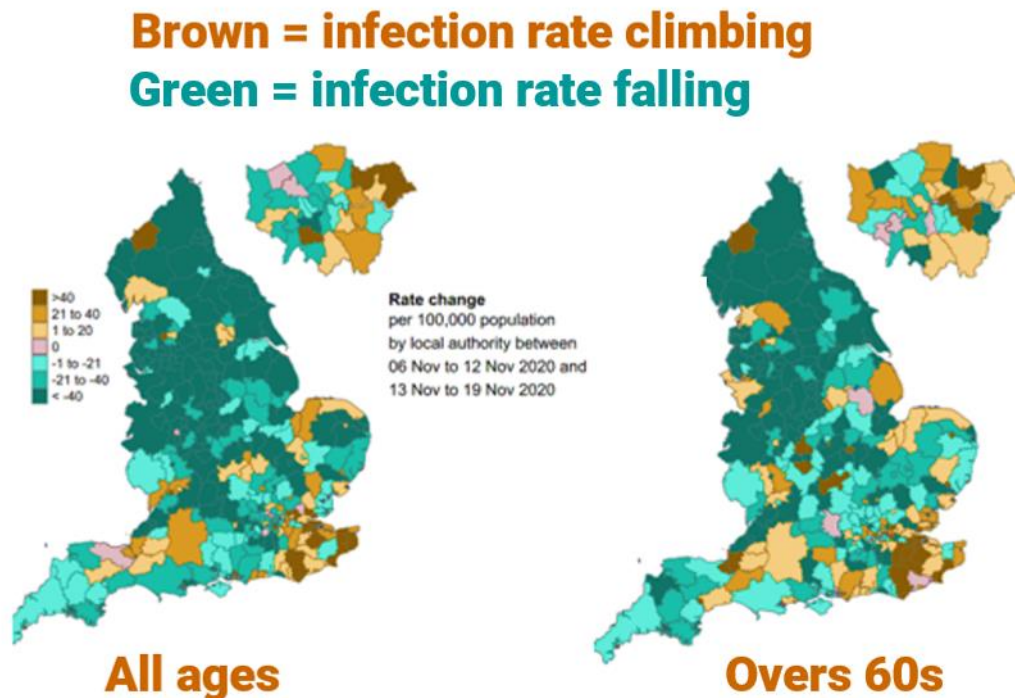 Brown = infection rate climbing
Green = infection rate falling
>40
21 to 40
1 to 20
0
-1 to -21
-21 to -40
< -40
Rate change
per 100,000 population
by local authority between
06 Nov to 12 Nov 2020 and
13 Nov to 19 Nov 2020
All ages
Overs 60s